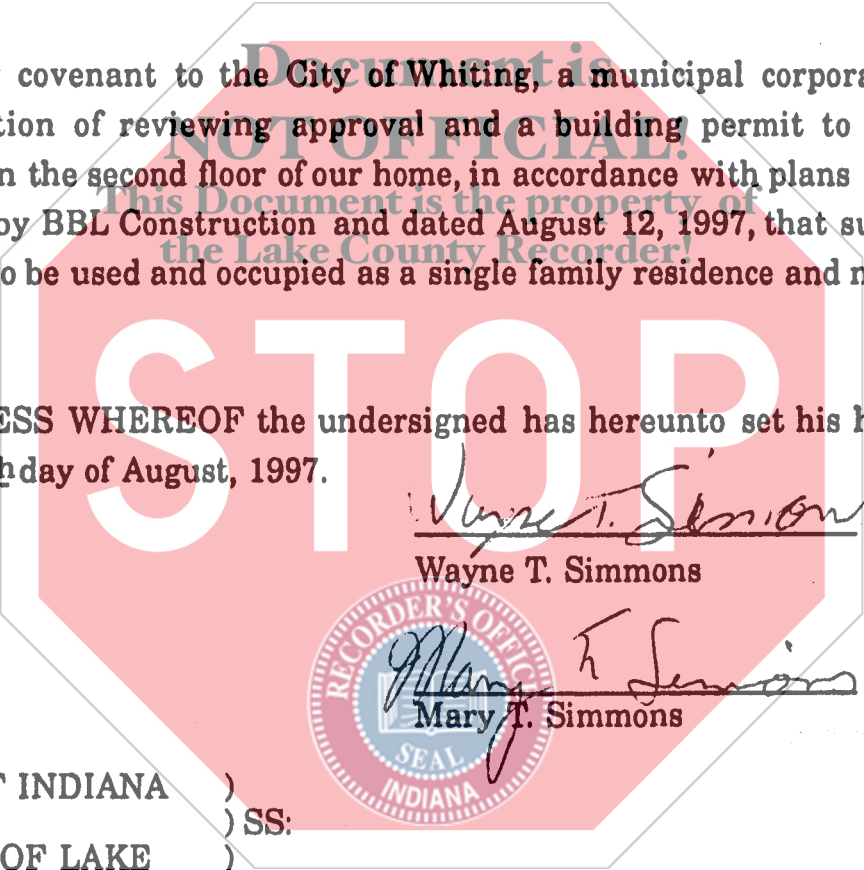 Document is
covenant to the City of Whiting, a municipal corpora
tion of reviewing approval and a building permit to
NOT OFFICIAL!
n the second floor of our home, in accordance with plans
This Document is the property of
by BBL Construction and dated August 12, 1997, that su
the Lake County Recorder!
o be used and occupied as a single family residence and n
STOP
ESS WHEREOF the undersigned has hereunto set his h
h day of August, 1997.
Wayne T. Simmons
Wayne T. Simmons
Mary T. Simmons
Mary T. Simmons
RECORDER'S OFFICE
SEAL
INDIANA
INDIANA )
) SS:
OF LAKE )